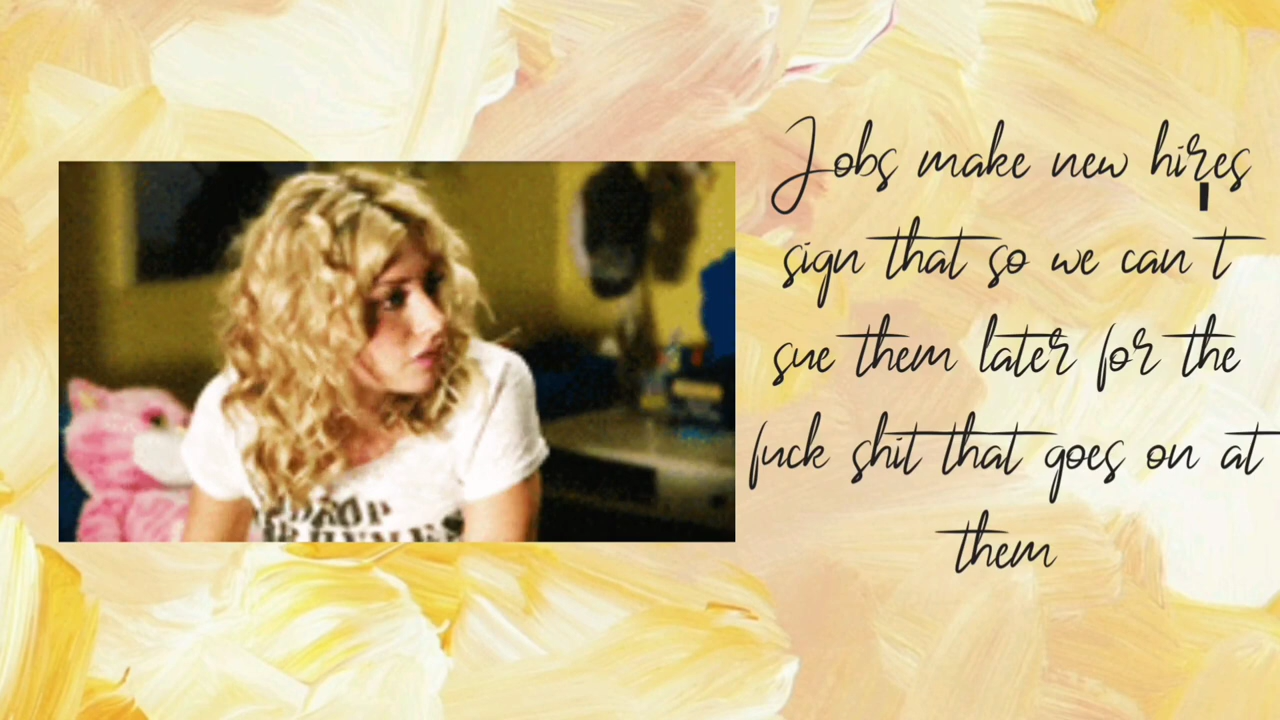 Jobs make new hires
sign that so we can't
sue them later for the
fuck shit that goes on at
them
DROP